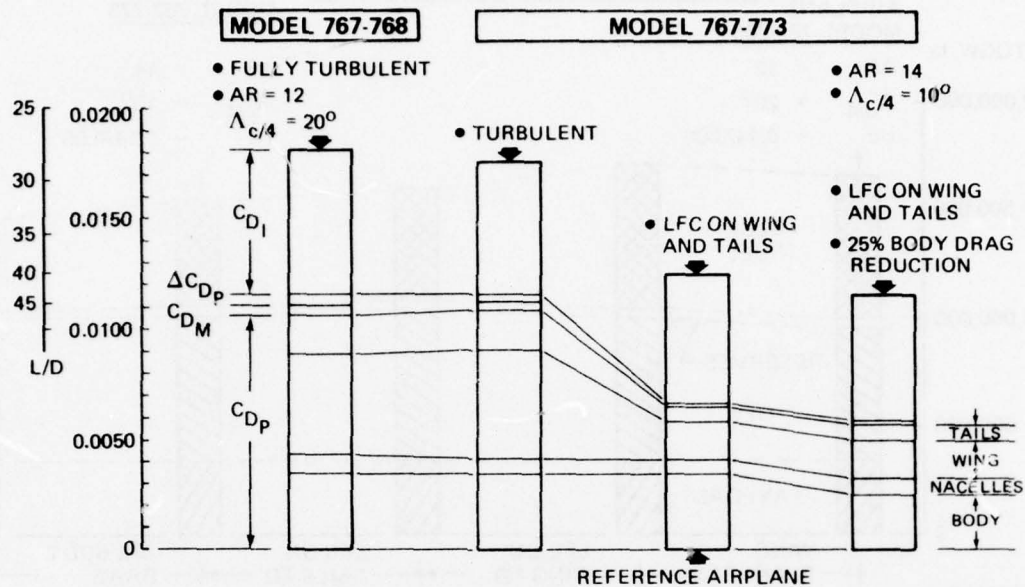 MODEL 767-768
MODEL 767-773
• FULLY TURBULENT
• AR = 12
Λc/4 = 20°
• TURBULENT
• AR = 14
• Λc/4 = 10°
• LFC ON WING
AND TAILS
• LFC ON WING
AND TAILS
• 25% BODY DRAG
REDUCTION
25
30
35
40
45
L/D
0.0200
0.0150
0.0100
0.0050
0
CDI
ΔCDP
CDM
CDP
TAILS
WING
NACELLES
BODY
REFERENCE AIRPLANE